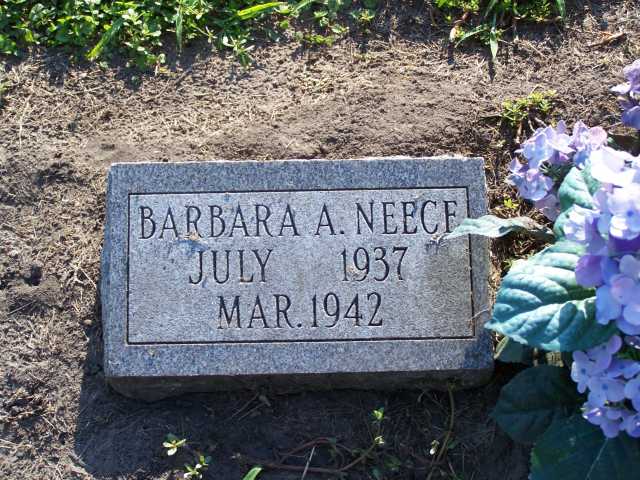 BARBARA A. NEECE
JULY 1937
MAR. 1942